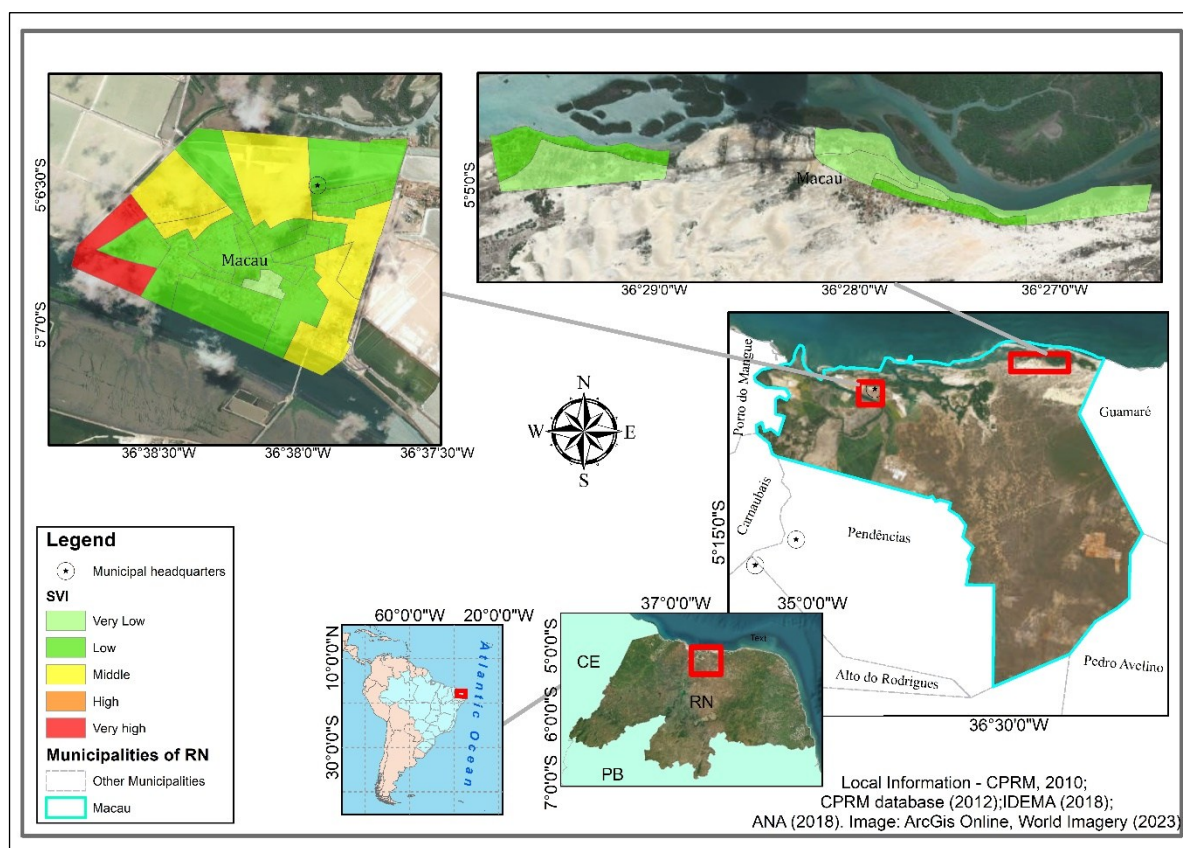 5°6'30"S
5°7'0"S
Macau
36°38'30"W
36°38'0"W
36°37'30"W
5°5'0"S
Macau
36°29'0"W
36°28'0"W
36°27'0"W
N
W
E
S
Porto do Mangue
Guamaré
Carnaubais
5°15'0"S
Pendências
Pedro Avelino
Alto do Rodrigues
36°30'0"W
Legend
Municipal headquarters
SVI
Very Low
Low
Middle
High
Very high
Municipalities of RN
Other Municipalities
Macau
60°0'0"W
20°0'0"W
10°0'0"N
10°0'0"S
30°0'0"S
Atlantic Ocean
37°0'0"W
35°0'0"W
5°0'0"S
6°0'0"S
7°0'0"S
Text
CE
RN
PB
Local Information - CPRM, 2010;
CPRM database (2012);IDEMA (2018);
ANA (2018). Image: ArcGis Online, World Imagery (2023)